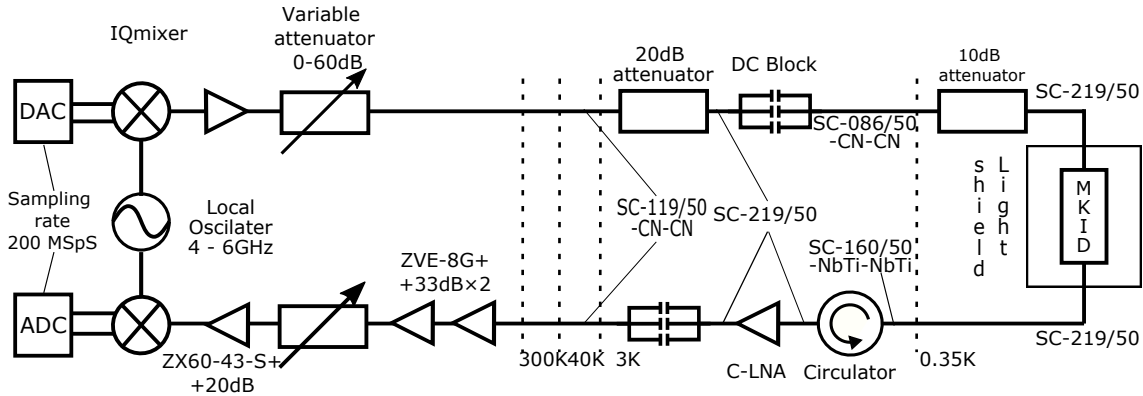 IQmixer
Variable
attenuator
0-60dB
20dB
attenuator
DC Block
10dB
attenuator
SC-219/50
DAC
SC-086/50
-CN-CN
Sampling
rate
200 MSpS
Local
Oscilater
4 - 6GHz
SC-119/50
-CN-CN
SC-219/50
SC-160/50
-NbTi-NbTi
Light
shield
MKID
ZVE-8G+
+33dB×2
ADC
ZX60-43-S+
+20dB
300K
40K
3K
C-LNA
Circulator
0.35K
SC-219/50